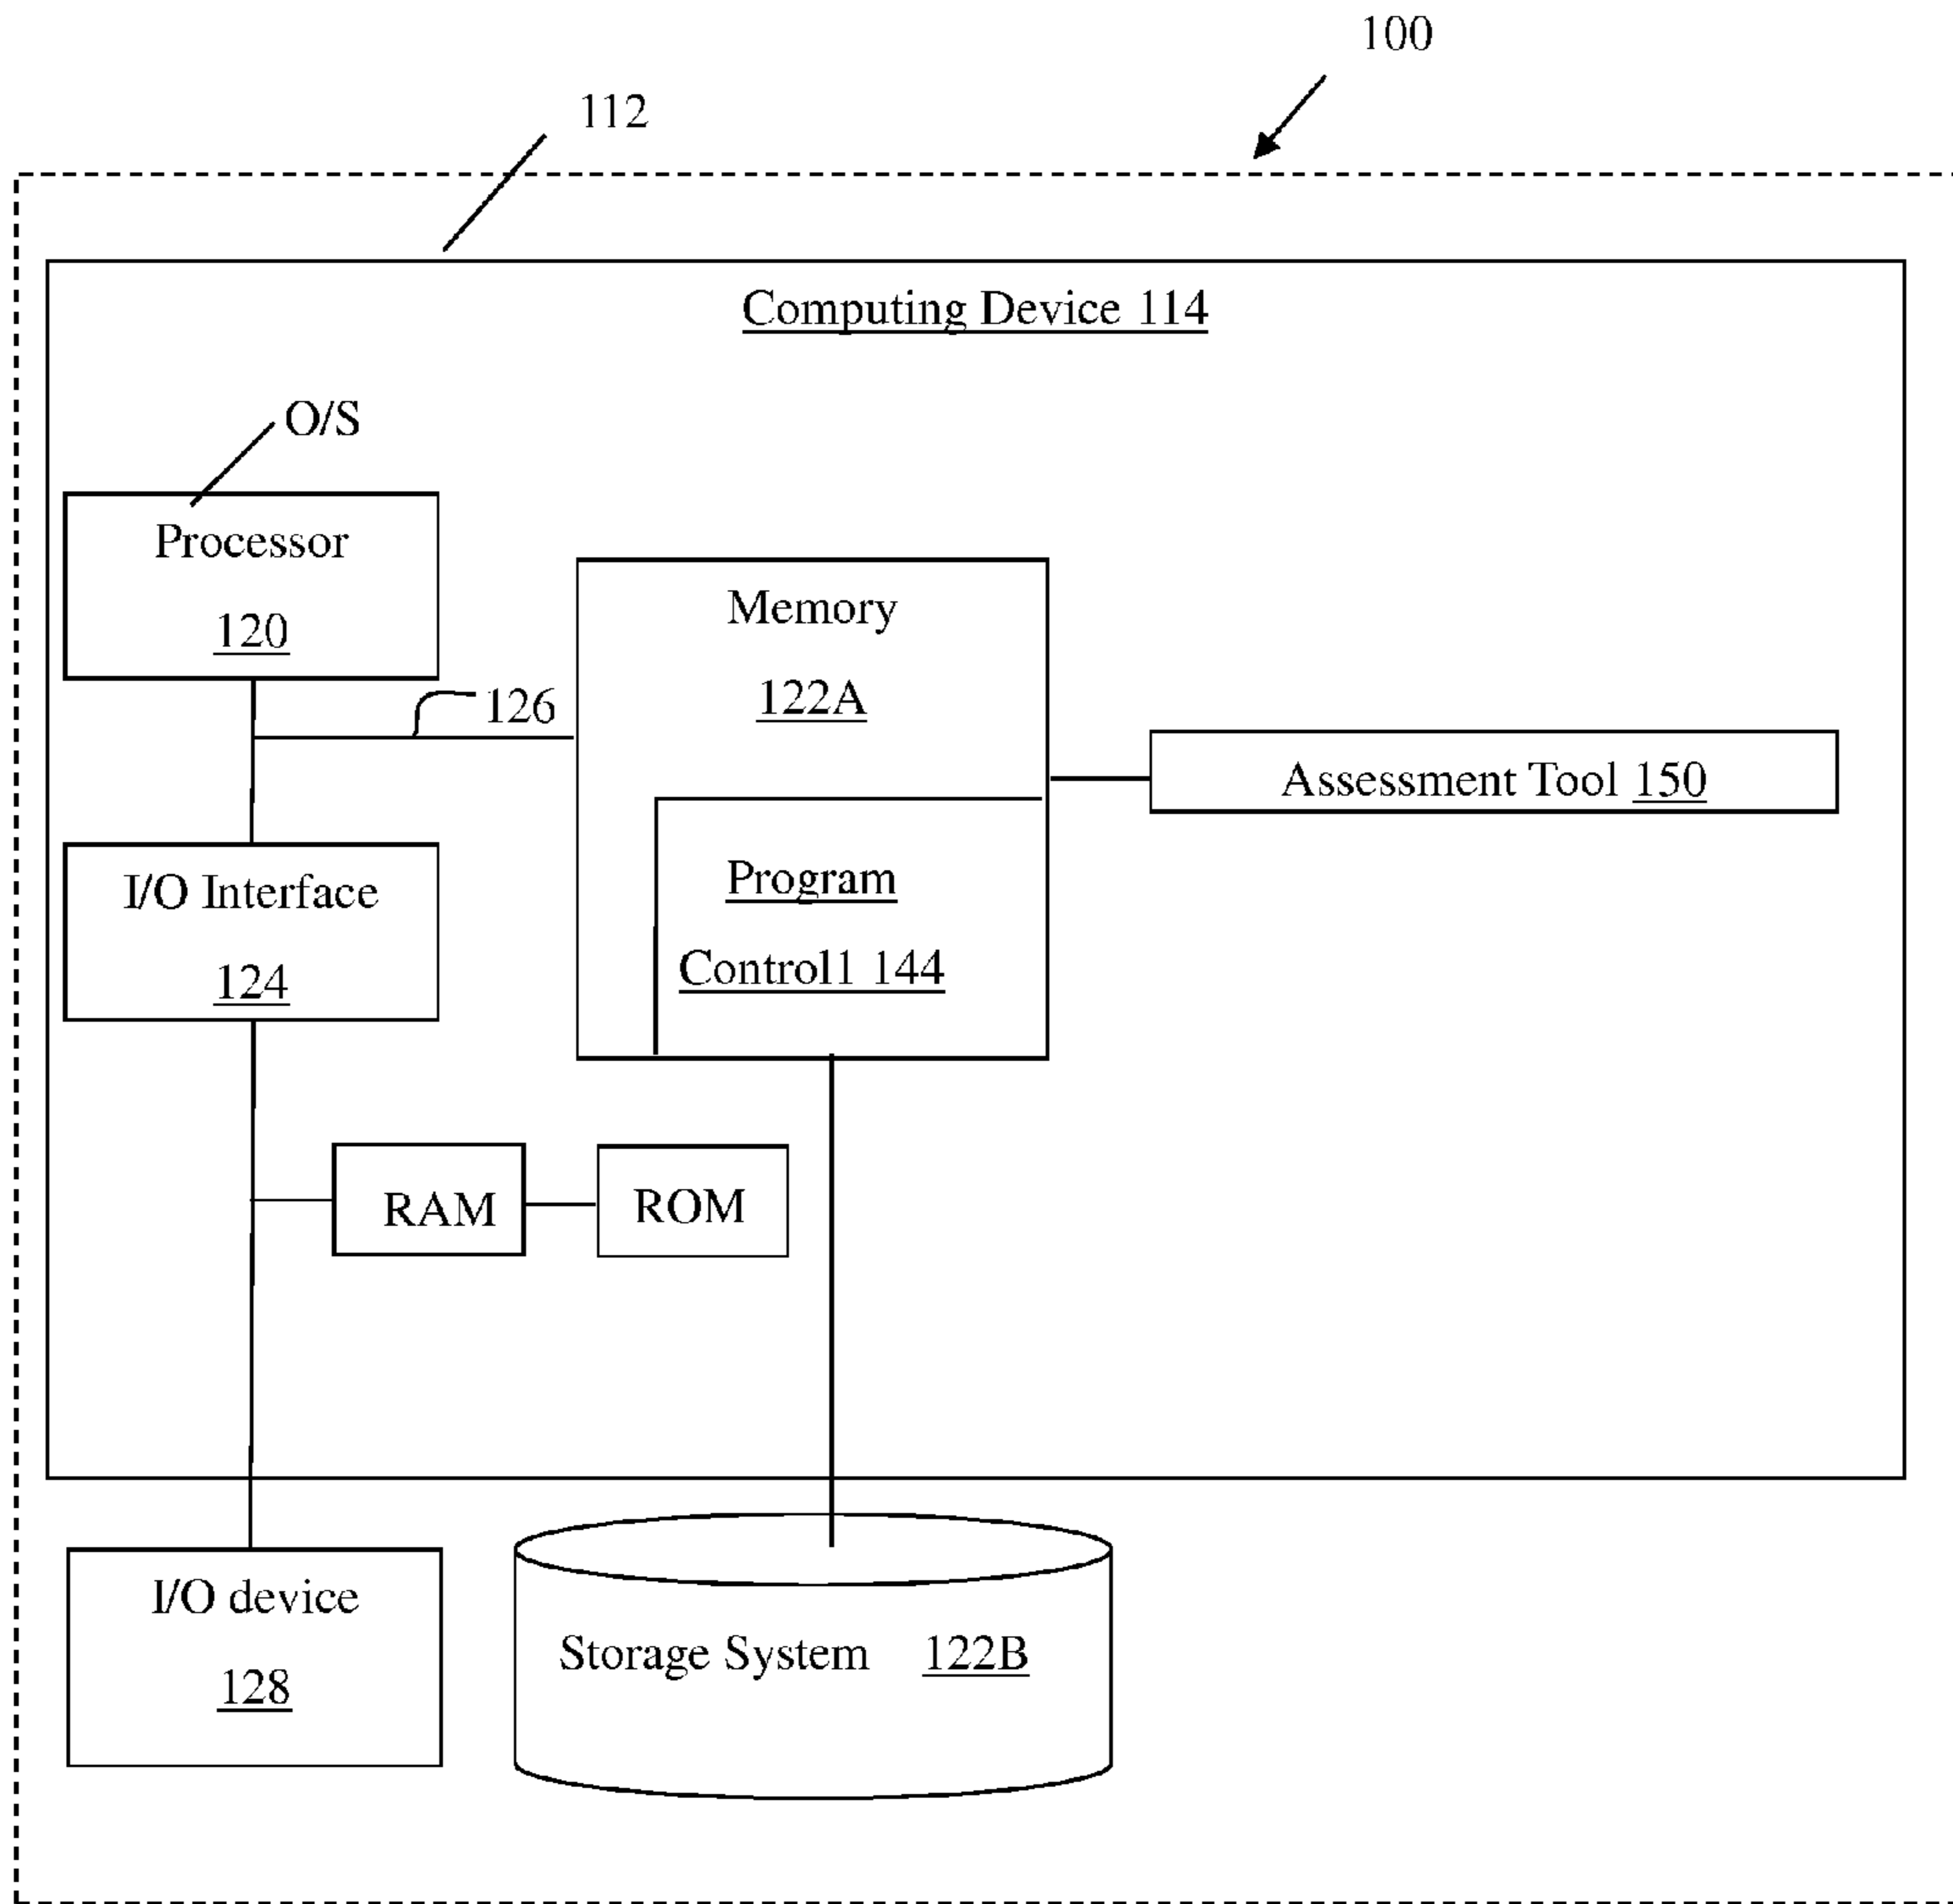 100
112
Computing Device 114
O/S
Processor
120
126
Memory
122A
Assessment Tool 150
I/O Interface
124
Program
Control1 144
RAM
ROM
I/O device
128
Storage System 122B